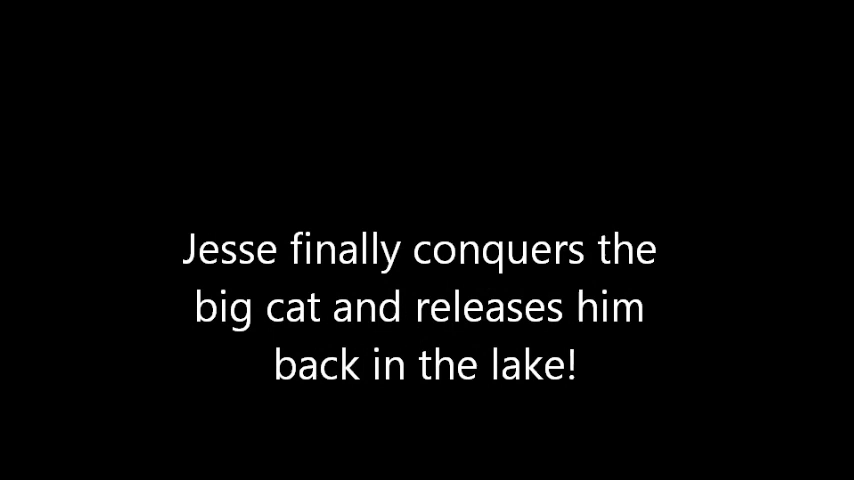 Jesse finally conquers the
big cat and releases him
back in the lake!